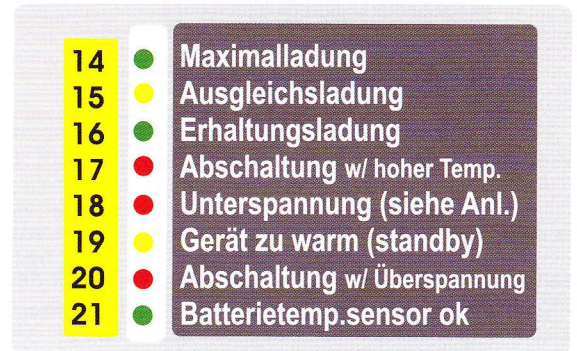 14 Maximalladung
15 Ausgleichsladung
16 Erhaltungsladung
17 Abschaltung w/ hoher Temp.
18 Unterspannung (siehe Anl.)
19 Gerät zu warm (standby)
20 Abschaltung w/ Überspannung
21 Batterietemp.sensor ok